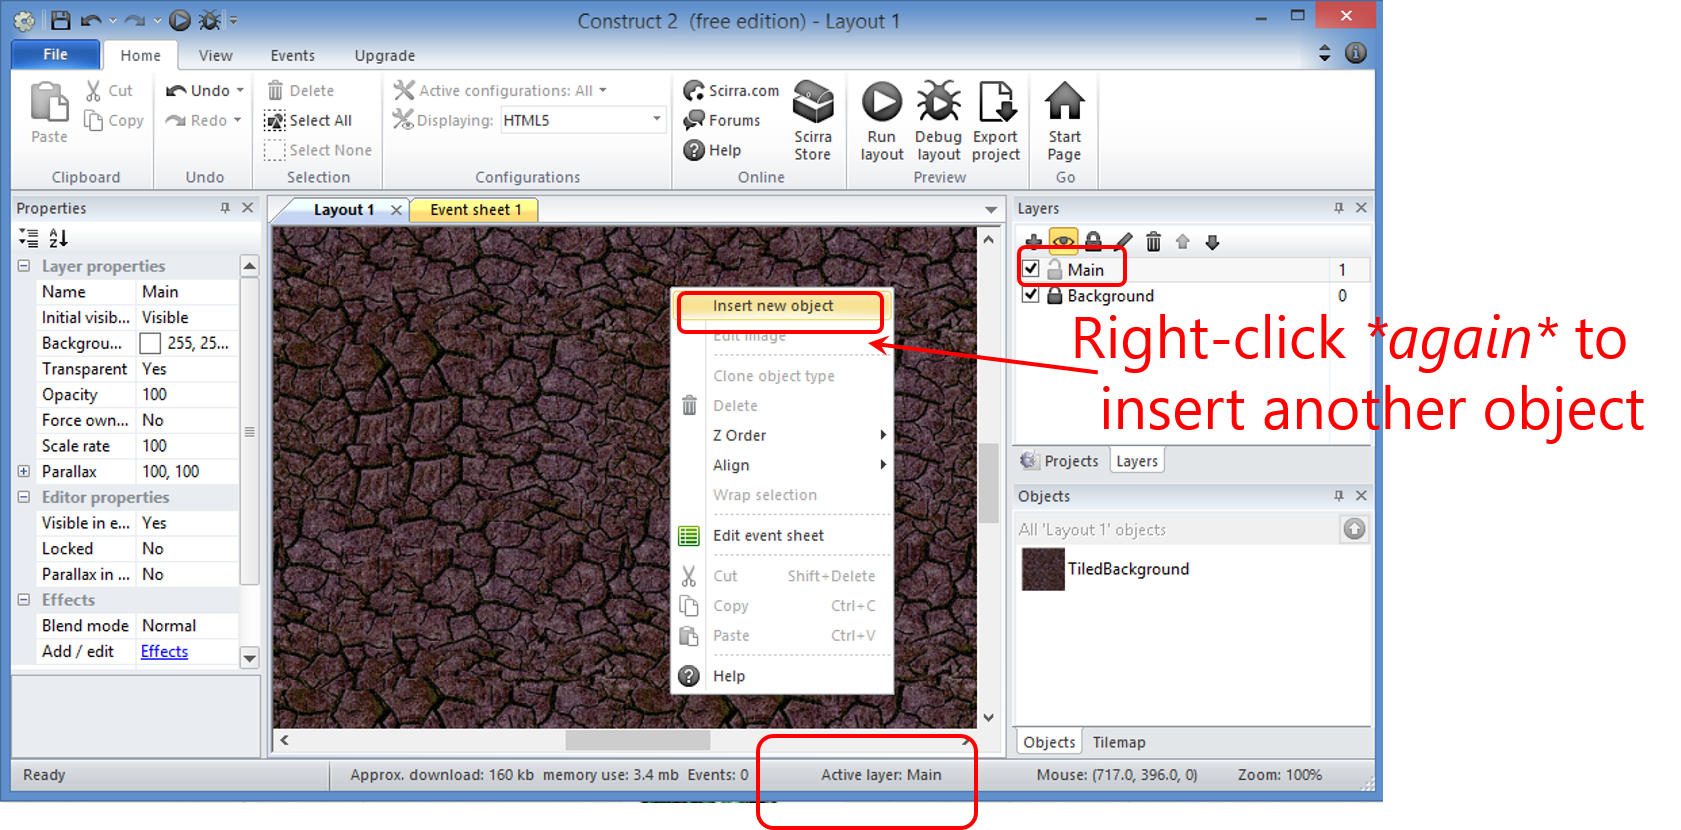 Construct 2 (free edition) - Layout 1
File Home View Events Upgrade
Paste
Cut
Copy
Clipboard
Undo
Redo
Undo
Delete
Select All
Select None
Selection
Active configurations: All
Displaying: HTML5
Configurations
Scirra.com
Forums
Help
Scirra
Store
Online
Run
layout
Debug
layout
Export
project
Preview
Start
Page
Go
Properties
A
Z
Layer properties
Name Main
Initial visib... Visible
Backgrou... 255, 25...
Transparent Yes
Opacity 100
Force own... No
Scale rate 100
Parallax 100, 100
Editor properties
Visible in e... Yes
Locked No
Parallax in ... No
Effects
Blend mode Normal
Add / edit Effects
Layout 1 Event sheet 1
Insert new object
Edit image
Clone object type
Delete
Z Order
Align
Wrap selection
Edit event sheet
Cut Shift+Delete
Copy Ctrl+C
Paste Ctrl+V
Help
Layers
Main 1
Background 0
Right-click *again* to
insert another object
Projects Layers
Objects
All 'Layout 1' objects
TiledBackground
Objects Tilemap
Ready Approx. download: 160 kb memory use: 3.4 mb Events: 0 Active layer: Main Mouse: (717.0, 396.0, 0) Zoom: 100%